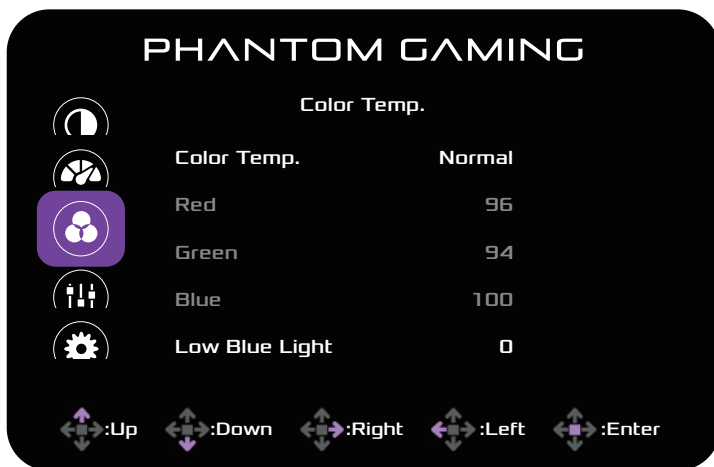 PHANTOM GAMING
Color Temp.
Color Temp. Normal
Red 96
Green 94
Blue 100
Low Blue Light 0
:Up :Down :Right :Left :Enter